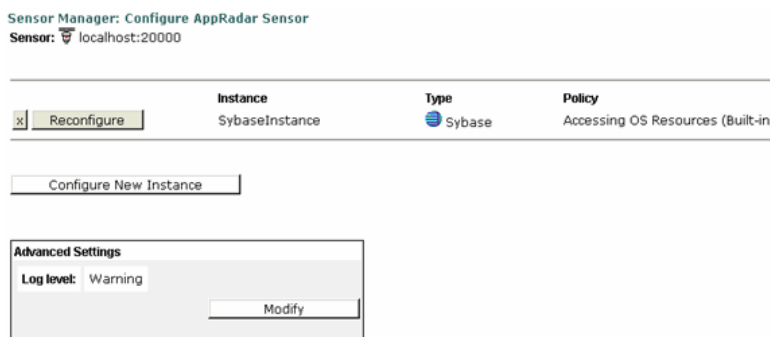 Sensor Manager: Configure AppRadar Sensor
Sensor: localhost:20000
Instance Type Policy
x Reconfigure SybaseInstance Sybase Accessing OS Resources (Built-in
Configure New Instance
Advanced Settings
Log level: Warning
Modify